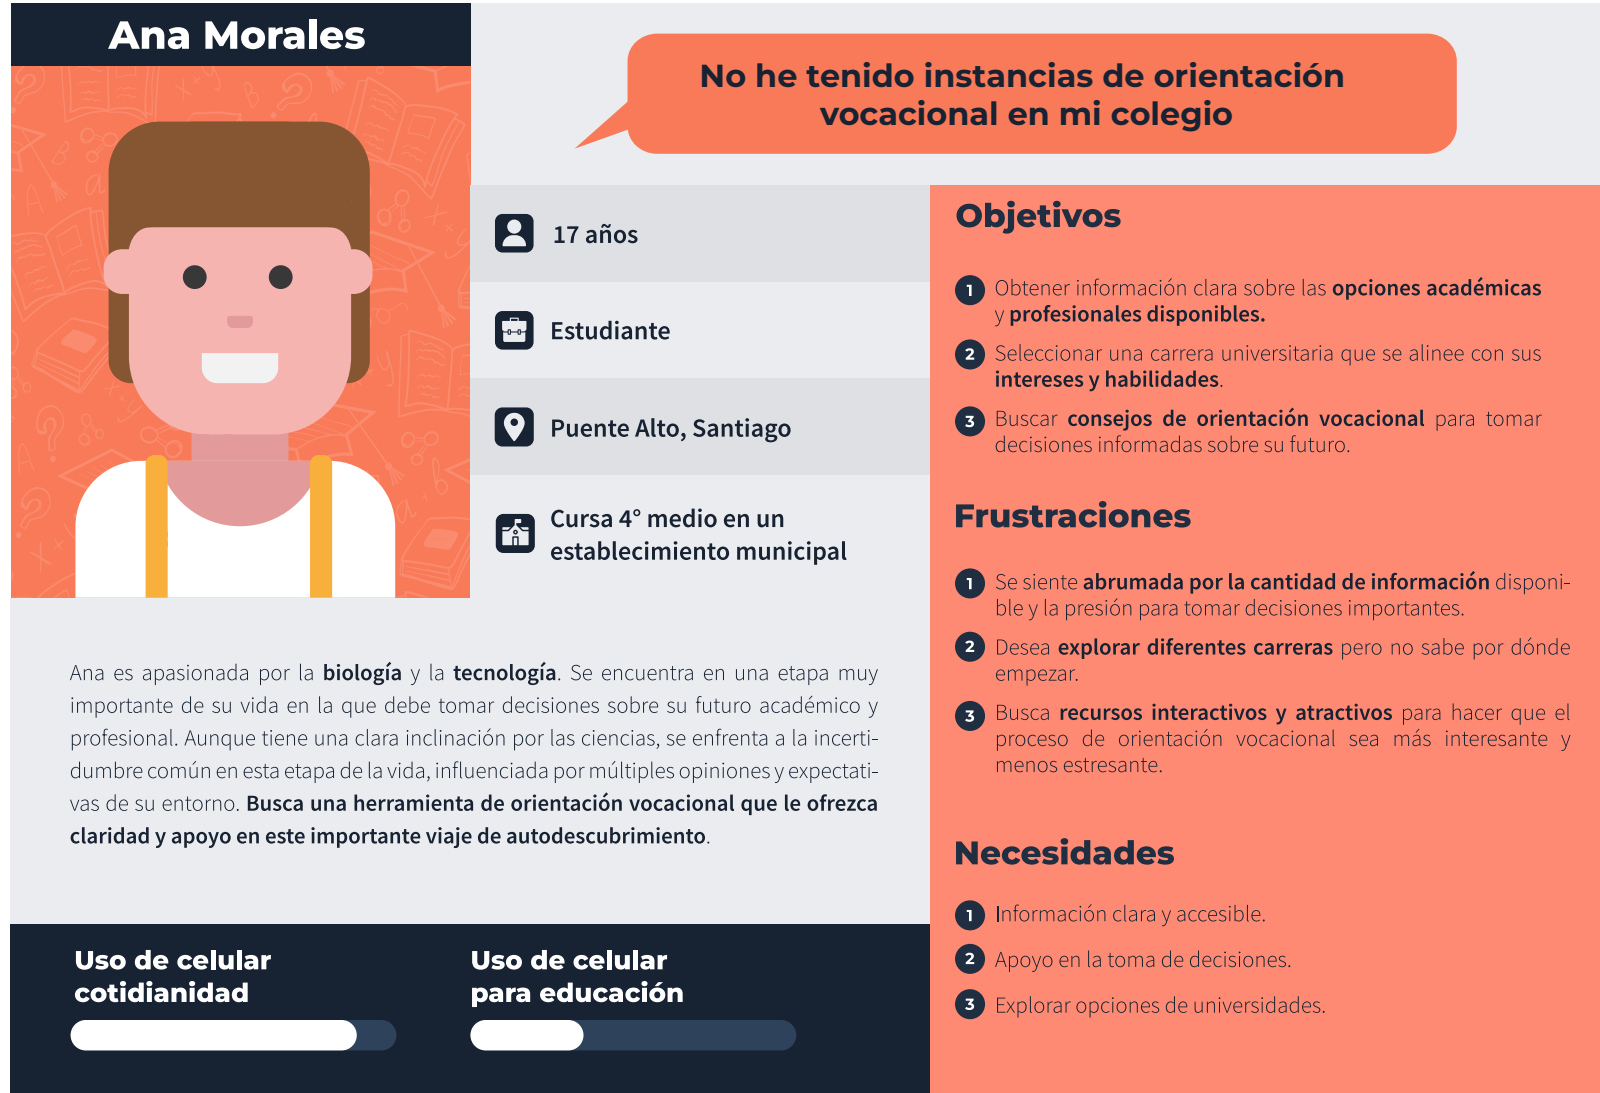 Ana Morales
No he tenido instancias de orientación
vocacional en mi colegio
17 años
Estudiante
Puente Alto, Santiago
Cursa 4° medio en un
establecimiento municipal
Ana es apasionada por la biología y la tecnología. Se encuentra en una etapa muy
importante de su vida en la que debe tomar decisiones sobre su futuro académico y
profesional. Aunque tiene una clara inclinación por las ciencias, se enfrenta a la incerti-
dumbre común en esta etapa de la vida, influenciada por múltiples opiniones y expectati-
vas de su entorno. Busca una herramienta de orientación vocacional que le ofrezca
claridad y apoyo en este importante viaje de autodescubrimiento.
Uso de celular
cotidianidad
Uso de celular
para educación
Objetivos
1 Obtener información clara sobre las opciones académicas
y profesionales disponibles.
2 Seleccionar una carrera universitaria que se alinee con sus
intereses y habilidades.
3 Buscar consejos de orientación vocacional para tomar
decisiones informadas sobre su futuro.
Frustraciones
1 Se siente abrumada por la cantidad de información disponi-
ble y la presión para tomar decisiones importantes.
2 Desea explorar diferentes carreras pero no sabe por dónde
empezar.
3 Busca recursos interactivos y atractivos para hacer que el
proceso de orientación vocacional sea más interesante y
menos estresante.
Necesidades
1 Información clara y accesible.
2 Apoyo en la toma de decisiones.
3 Explorar opciones de universidades.